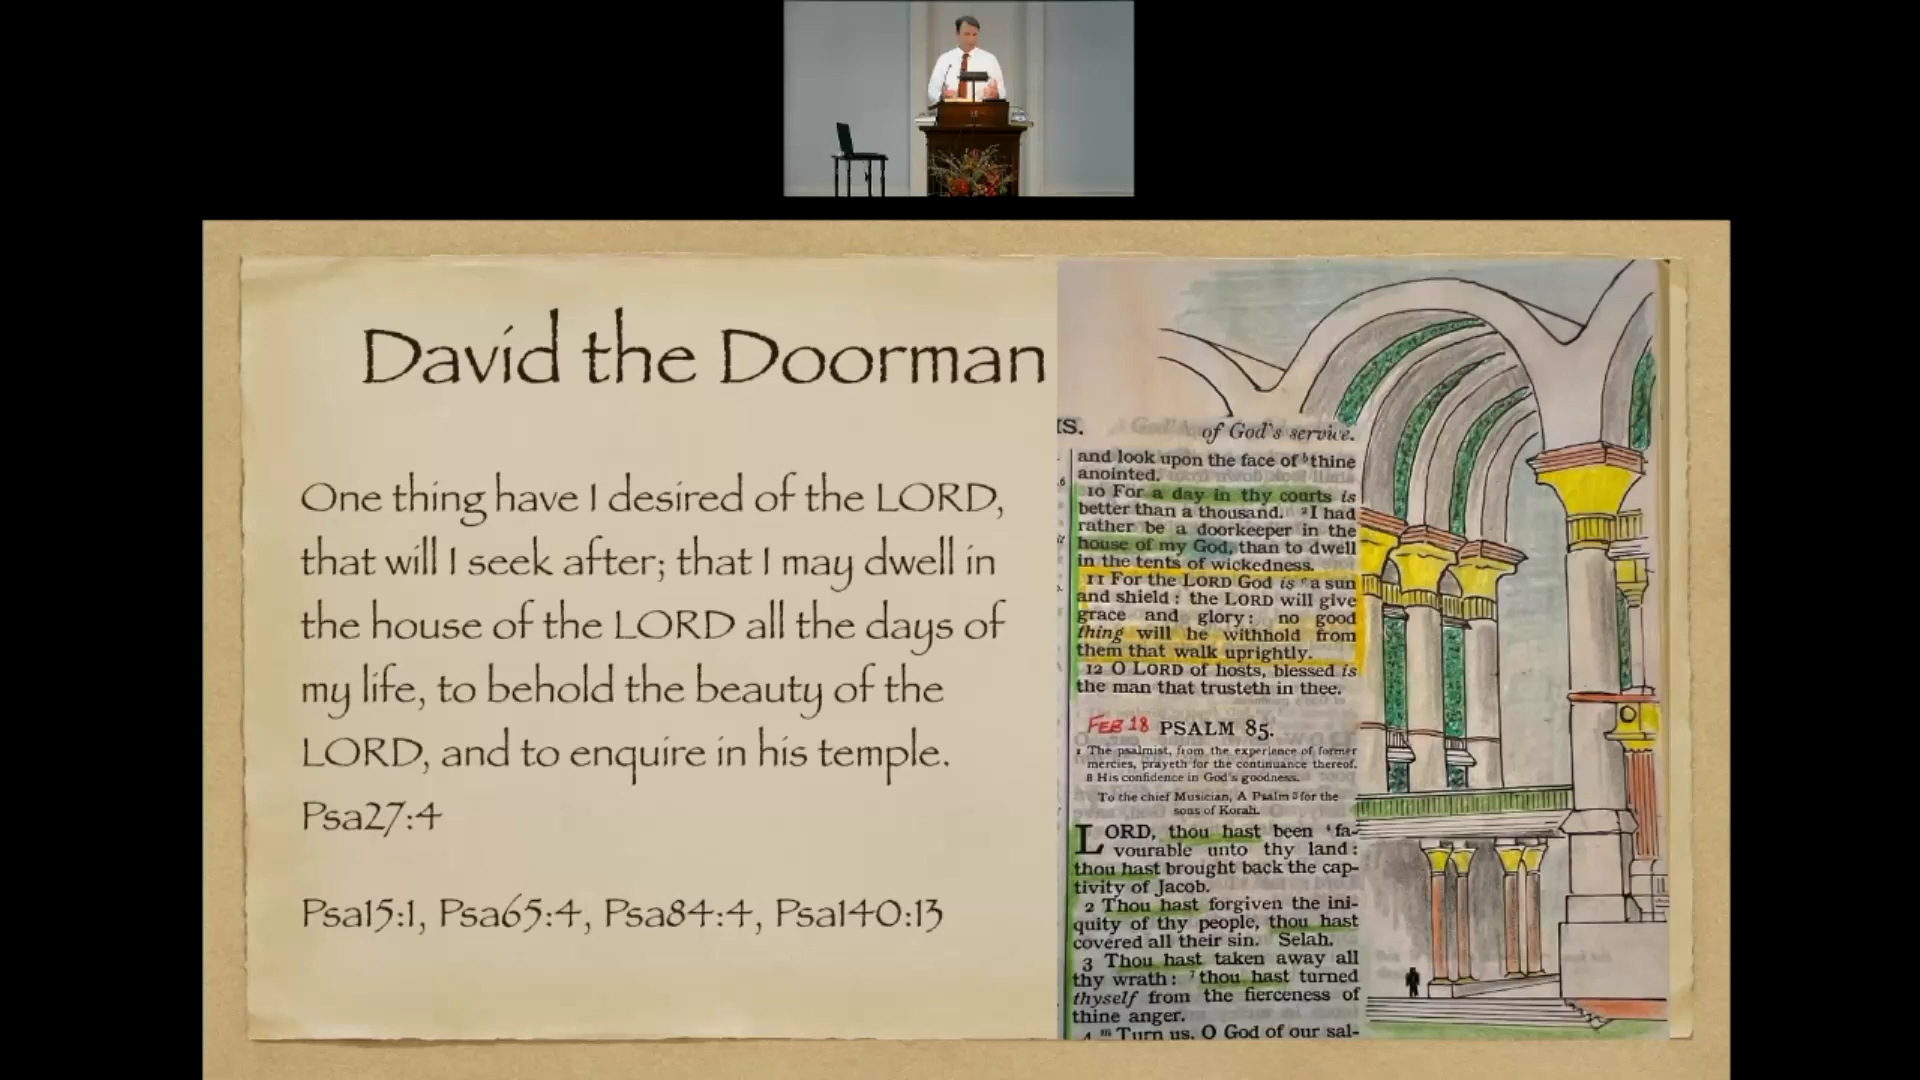 David the Doorman
One thing have I desired of the LORD,
that will I seek after; that I may dwell in
the house of the LORD all the days of
my life, to behold the beauty of the
LORD, and to enquire in his temple.
Psa27:4
Psa15:1, Psa65:4, Psa84:4, Psa140:13
of God's service.
and look upon the face of thine
anointed.
10 For a day in thy courts is
better than a thousand. I had
rather be a doorkeeper in the
house of my God, than to dwell
in the tents of wickedness.
11 For the LORD God is a sun
and shield: the LORD will give
grace and glory: no good
thing will he withhold from
them that walk uprightly.
12 O LORD of hosts, blessed is
the man that trusteth in thee.
FEB 18 PSALM 85.
1 The psalmist, from the experience of former
mercies, prayeth for the continuance thereof.
8 His confidence in God's goodness.
To the chief Musician, A Psalm for the
sons of Korah.
LORD, thou hast been fa-
vourable unto thy land:
thou hast brought back the cap-
tivity of Jacob.
2 Thou hast forgiven the ini-
quity of thy people, thou hast
covered all their sin. Selah.
3 Thou hast taken away all
thy wrath: thou hast turned
thyself from the fierceness of
thine anger.
4 Turn us, O God of our sal-